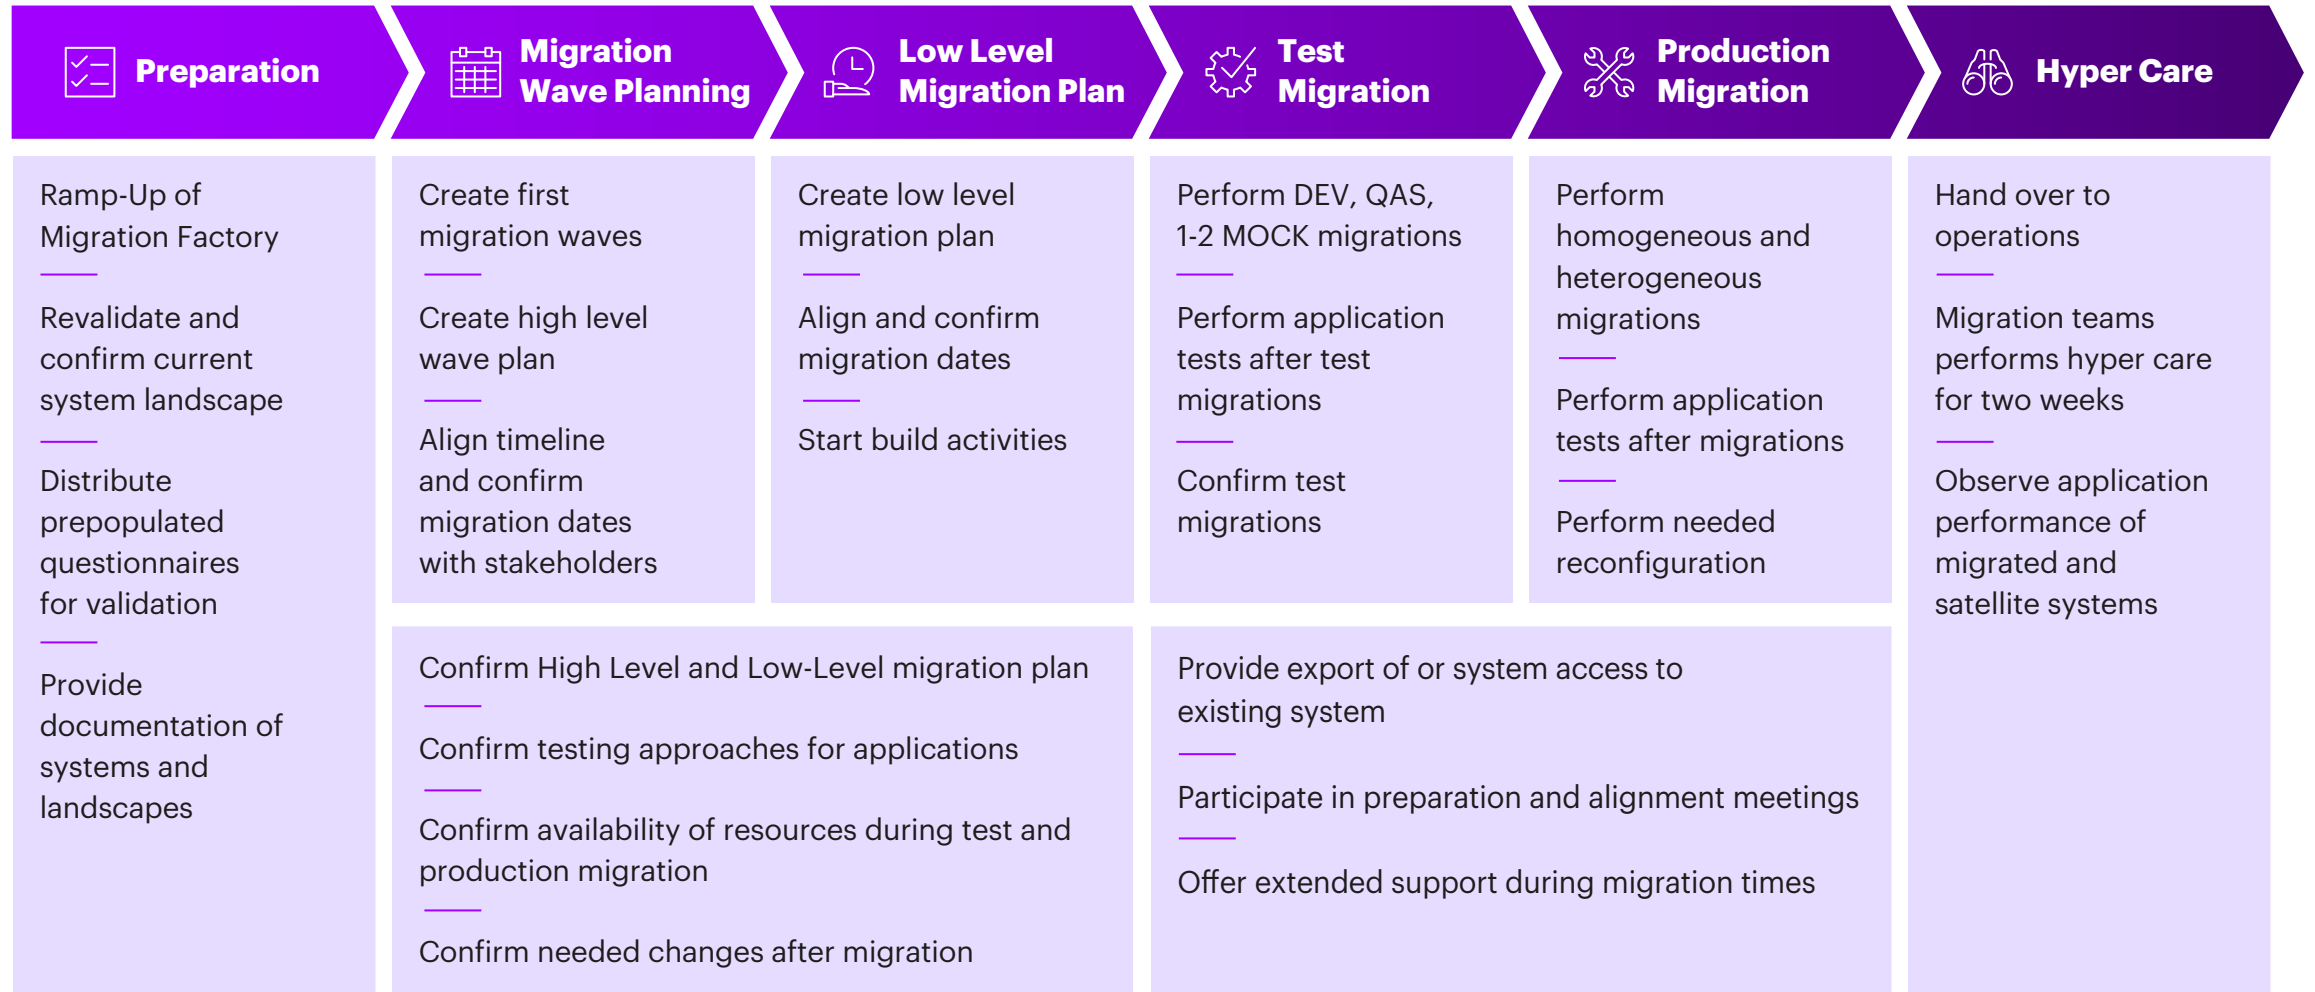 Preparation
Migration
Wave Planning
Low Level
Migration Plan
Test
Migration
Production
Migration
Hyper Care
Ramp-Up of
Migration Factory
Revalidate and
confirm current
system landscape
Distribute
prepopulated
questionnaires
for validation
Provide
documentation of
systems and
landscapes
Create first
migration waves
Create high level
wave plan
Align timeline
and confirm
migration dates
with stakeholders
Create low level
migration plan
Align and confirm
migration dates
Start build activities
Confirm High Level and Low-Level migration plan
Confirm testing approaches for applications
Confirm availability of resources during test and
production migration
Confirm needed changes after migration
Perform DEV, QAS,
1-2 MOCK migrations
Perform application
tests after test
migrations
Confirm test
migrations
Perform
homogeneous and
heterogeneous
migrations
Perform application
tests after migrations
Perform needed
reconfiguration
Provide export of or system access to
existing system
Participate in preparation and alignment meetings
Offer extended support during migration times
Hand over to
operations
Migration teams
performs hyper care
for two weeks
Observe application
performance of
migrated and
satellite systems